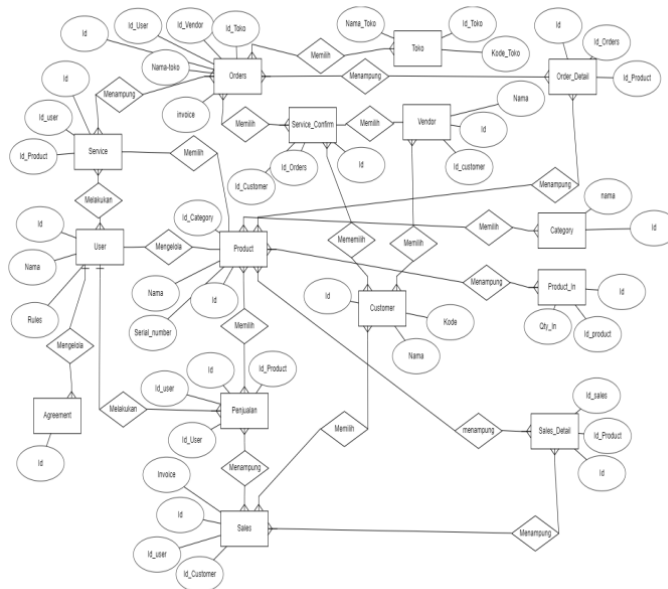 Id_User
Id_Vendor
Id_Toko
Id
Nama-toko
invoice
Orders
Memilih
Nama_Toko
Id_Toko
Kode_Toko
Toko
Menampung
Id
Id_Orders
Id_Product
Order_Detail
Id
Id_user
Id_Product
Service
Menampung
Memilih
Memilih
Service_Confirm
Id_Customer
Id_Orders
Id
Memilih
Vendor
Nama
Id
Id_customer
Melakukan
Id
Nama
Rules
User
Mengelola
Id_Category
Product
Nama
Serial_number
Id
Mememilih
Memilih
Menampung
Memilih
Category
nama
Id
Menampung
Product_In
Id
Qty_In
Id_product
Id
Customer
Kode
Nama
Mengelola
Agreement
Id
Melakukan
Memilih
Id_user
Id
Id_Product
Id_User
Penjualan
Memilih
menampung
Sales_Detail
Id_sales
Id_Product
Id
Menampung
Invoice
Id
Id_user
Id_Customer
Sales
Menampung